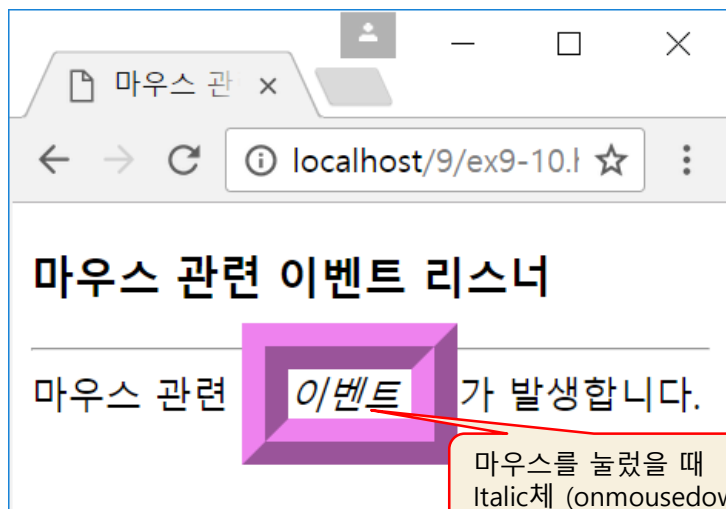 마우스 관
localhost/9/ex9-10.h
마우스 관련 이벤트 리스너
마우스 관련 이벤트 가 발생합니다.
마우스를 눌렀을 때
Italic체 (onmousedow